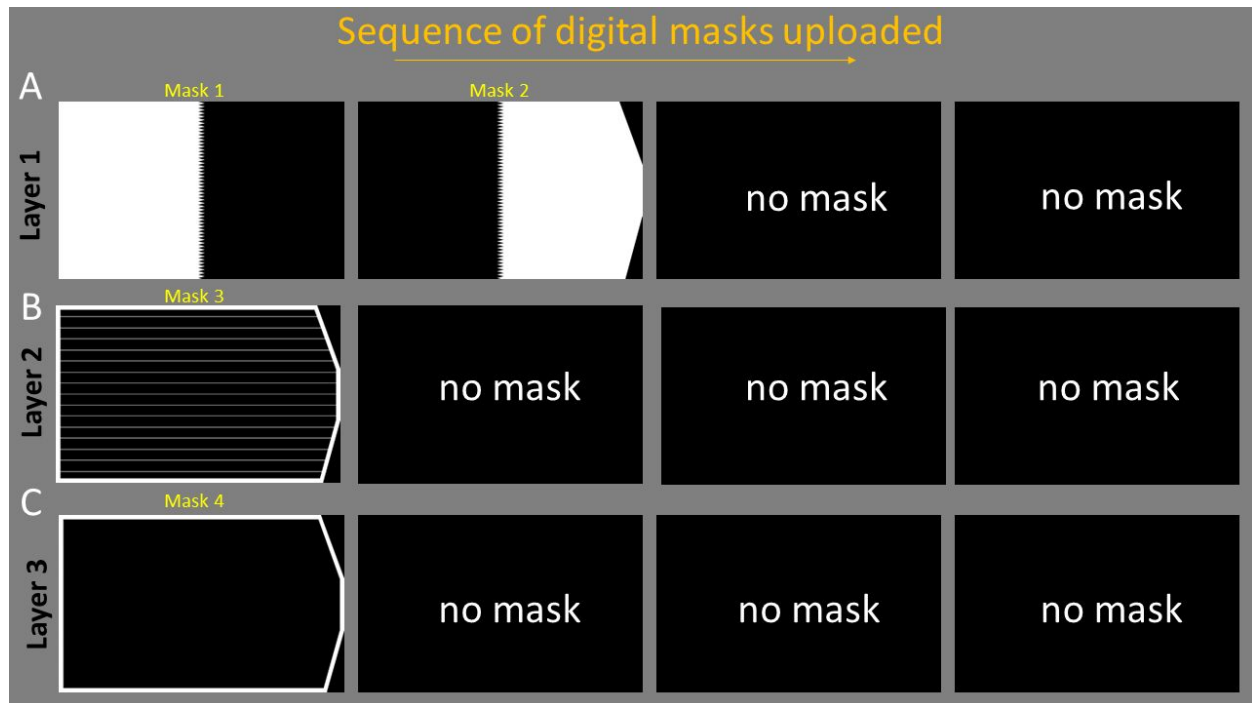 Sequence of digital masks uploaded
A
Mask 1
Mask 2
Layer 1
no mask
no mask
B
Mask 3
Layer 2
no mask
no mask
no mask
C
Mask 4
Layer 3
no mask
no mask
no mask